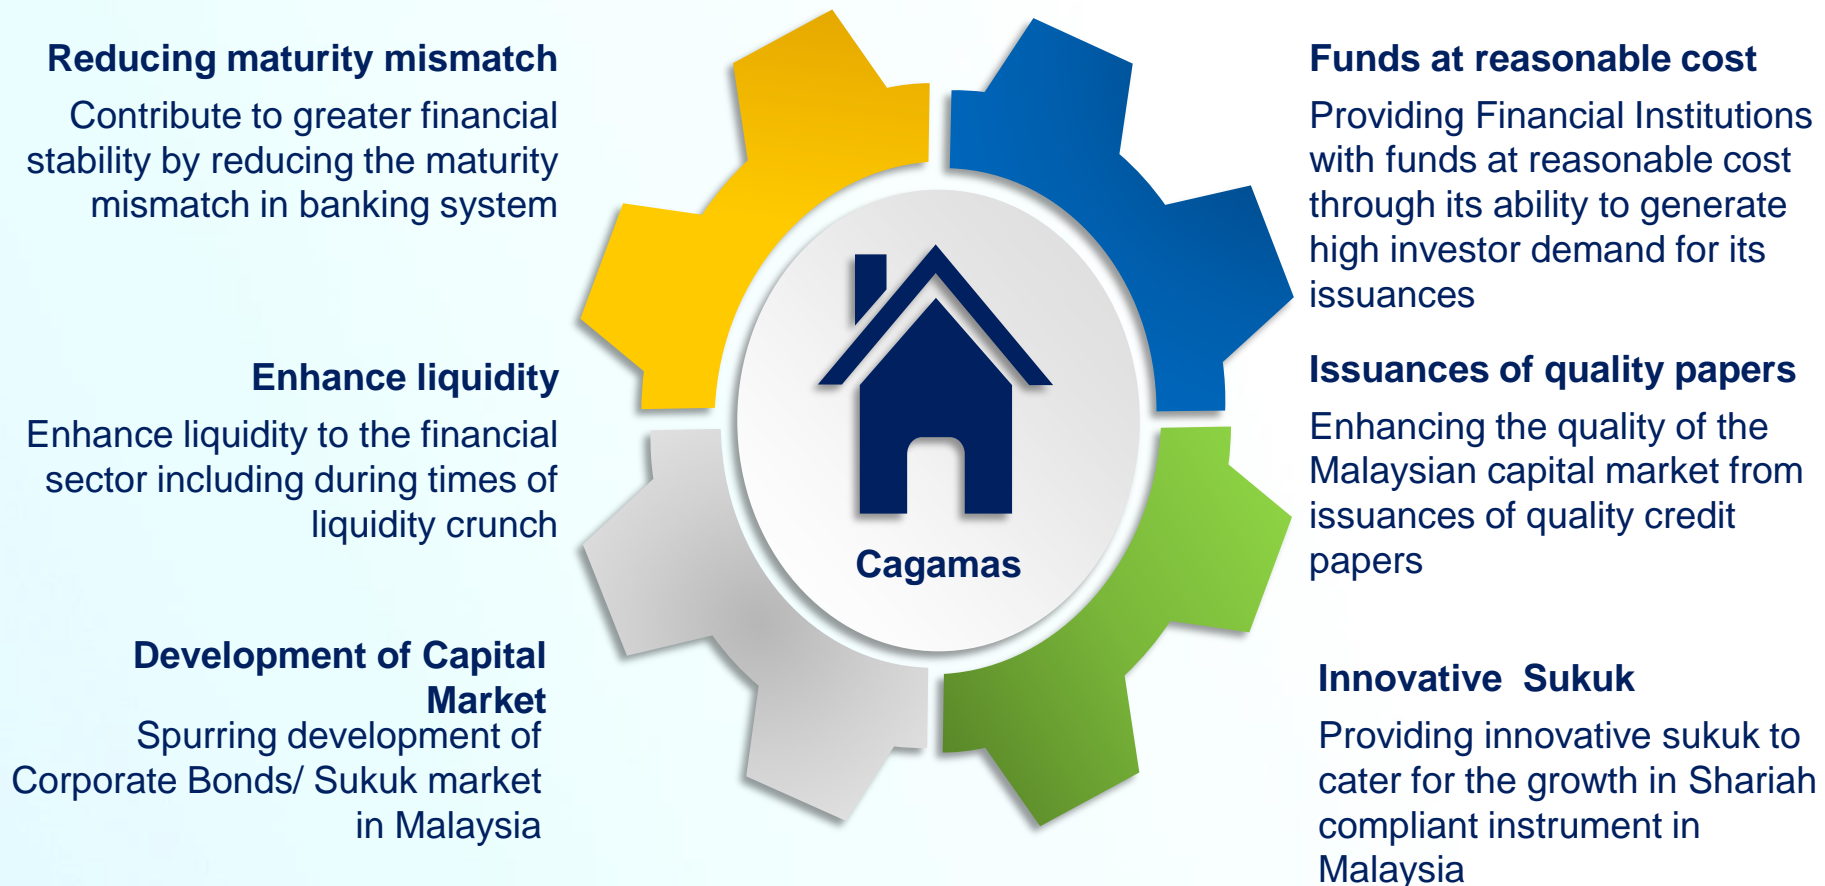 Reducing maturity mismatch
Contribute to greater financial
stability by reducing the maturity
mismatch in banking system
Enhance liquidity
Enhance liquidity to the financial
sector including during times of
liquidity crunch
Development of Capital
Market
Spurring development of
Corporate Bonds/ Sukuk market
in Malaysia
Cagamas
Funds at reasonable cost
Providing Financial Institutions
with funds at reasonable cost
through its ability to generate
high investor demand for its
issuances
Issuances of quality papers
Enhancing the quality of the
Malaysian capital market from
issuances of quality credit
papers
Innovative  Sukuk
Providing innovative sukuk to
cater for the growth in Shariah
compliant instrument in
Malaysia